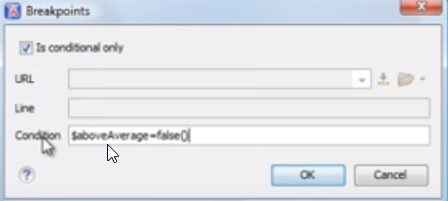 Breakpoints
Is conditional only
URL
Line
Condition $aboveAverage=false()
? OK Cancel